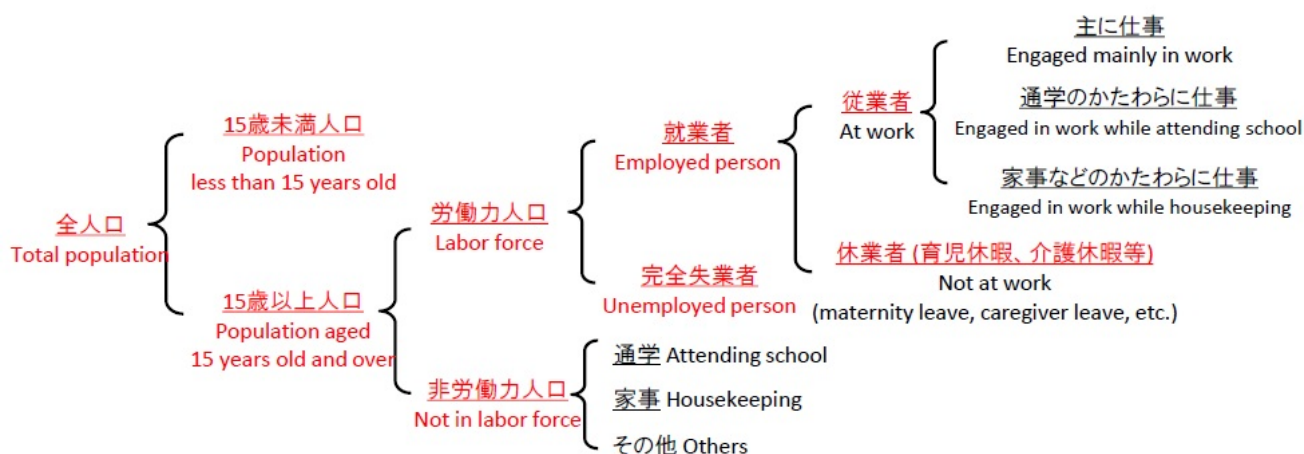 全人口
Total population
15歳未満人口
Population
less than 15 years old
15歳以上人口
Population aged
15 years old and over
労働力人口
Labor force
非労働力人口
Not in labor force
就業者
Employed person
完全失業者
Unemployed person
通学 Attending school
家事 Housekeeping
その他 Others
従業者
At work
休業者 (育児休暇、介護休暇等)
Not at work
(maternity leave, caregiver leave, etc.)
主に仕事
Engaged mainly in work
通学のかたわらに仕事
Engaged in work while attending school
家事などのかたわらに仕事
Engaged in work while housekeeping